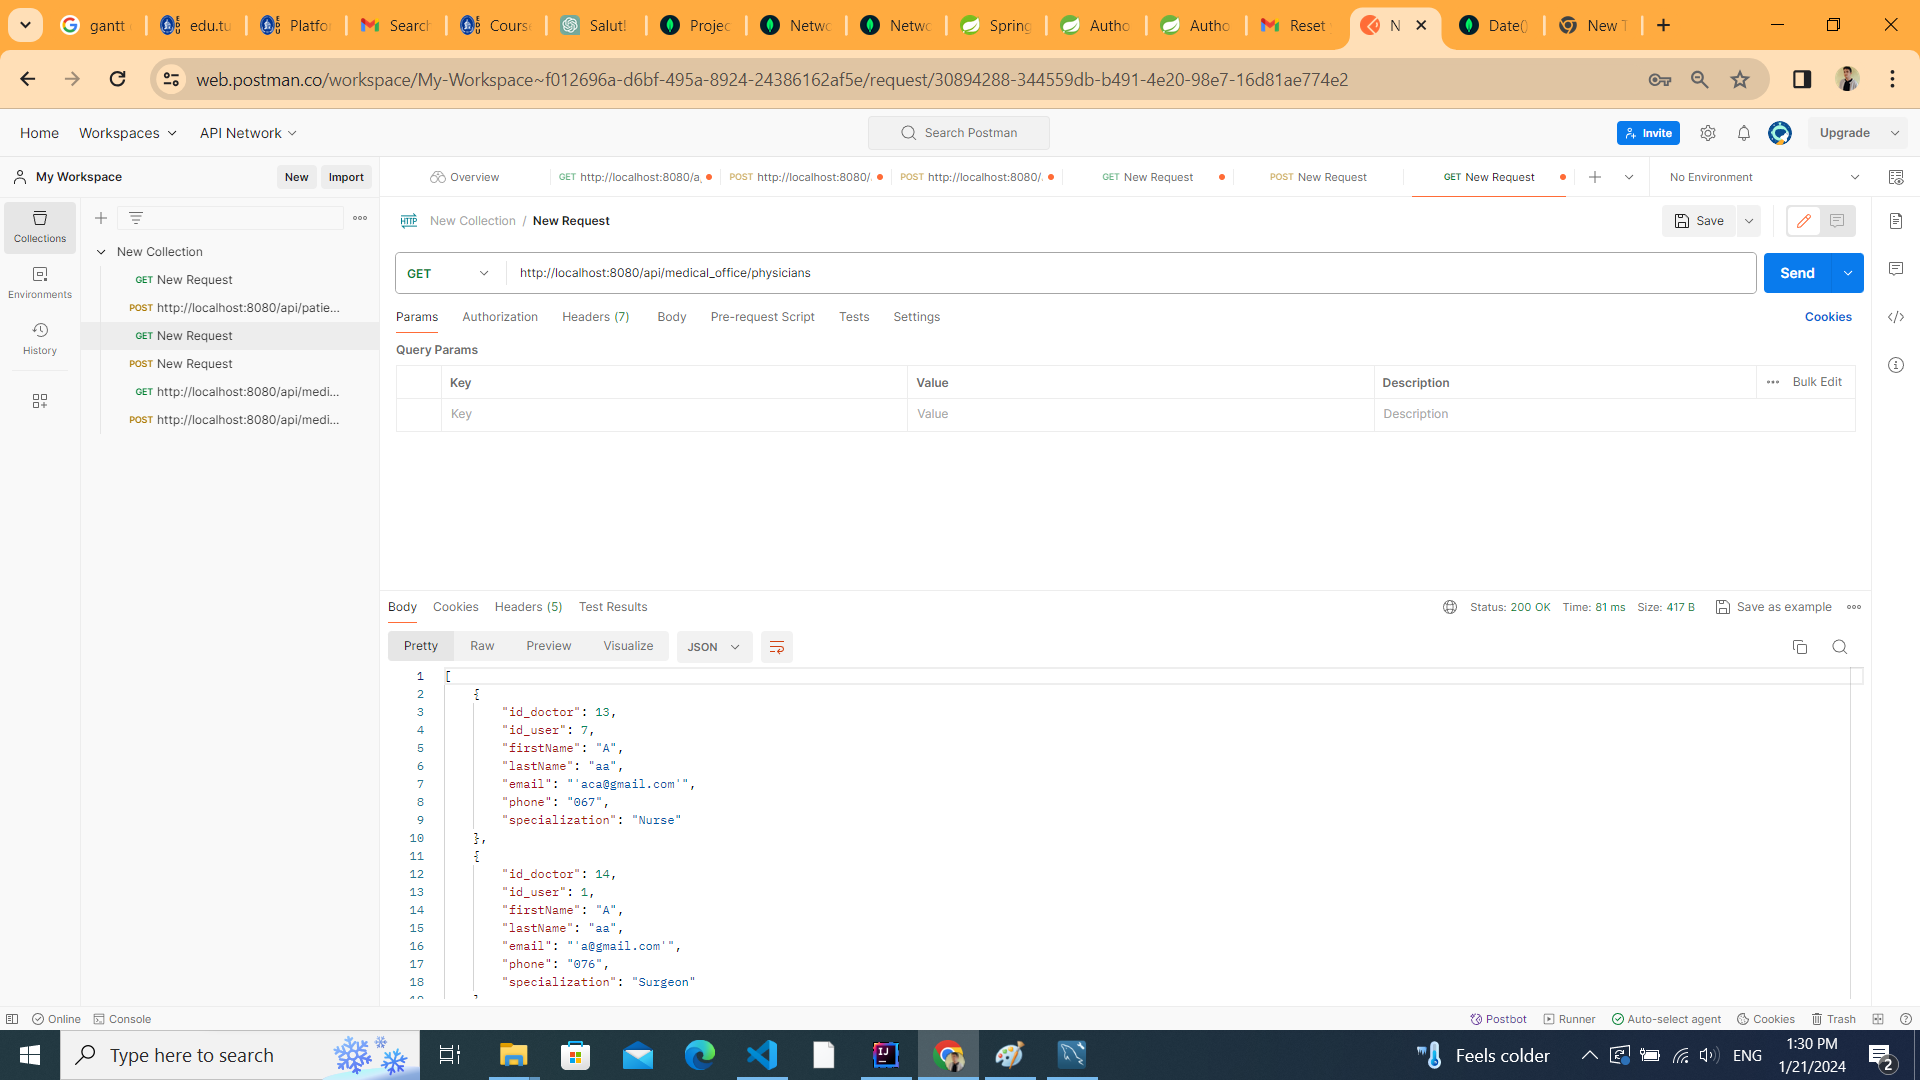 gantt
edu.tu
Platfor
Search
Course
Salut!
Projec
Netwo
Netwo
Spring
Autho
Autho
Reset
N
Date()
New T
web.postman.co/workspace/My-Workspace~f012696a-d6bf-495a-8924-24386162af5e/request/30894288-344559db-b491-4e20-98e7-16d81ae774e2
Home Workspaces API Network Search Postman Invite Upgrade
My Workspace New Import Overview GET http://localhost:8080/a POST http://localhost:8080/ POST http://localhost:8080/ GET New Request POST New Request GET New Request No Environment
Collections
Environments
History
New Collection
GET New Request
POST http://localhost:8080/api/patie...
GET New Request
POST New Request
GET http://localhost:8080/api/medi...
POST http://localhost:8080/api/medi...
HTTP New Collection / New Request Save
GET http://localhost:8080/api/medical_office/physicians Send
Params Authorization Headers (7) Body Pre-request Script Tests Settings Cookies
Query Params
Key Value Description Bulk Edit
Key Value Description
Body Cookies Headers (5) Test Results Status: 200 OK Time: 81 ms Size: 417 B Save as example
Pretty Raw Preview Visualize JSON
1 [
2 {
3 "id_doctor": 13,
4 "id_user": 7,
5 "firstName": "A",
6 "lastName": "aa",
7 "email": "'aca@gmail.com'",
8 "phone": "067",
9 "specialization": "Nurse"
10 },
11 {
12 "id_doctor": 14,
13 "id_user": 1,
14 "firstName": "A",
15 "lastName": "aa",
16 "email": "'a@gmail.com'",
17 "phone": "076",
18 "specialization": "Surgeon"
Online Console Postbot Runner Auto-select agent Cookies Trash
Type here to search Feels colder ENG 1:30 PM
1/21/2024
2